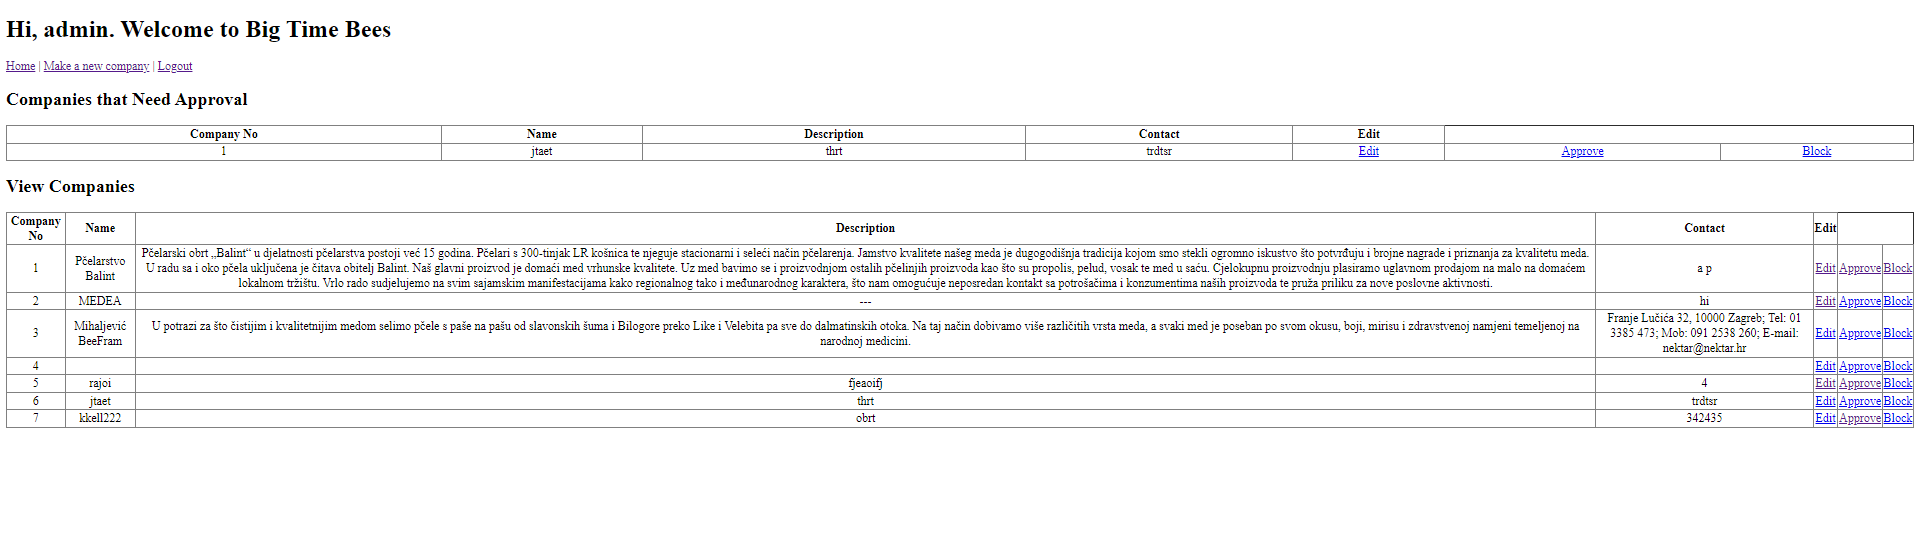 Hi, admin. Welcome to Big Time Bees
Home | Make a new company | Logout
Companies that Need Approval
Company No Name Description Contact Edit
1 jtaet thrt trdtsr Edit Approve Block
View Companies
Company No Name Description Contact Edit
1 Pčelarstvo Balint Pčelarski obrt „Balint“ u djelatnosti pčelarstva postoji već 15 godina. Pčelari s 300-tinjak LR košnica te njeguje stacionarni i seleći način pčelarenja. Jamstvo kvalitete našeg meda je dugogodišnja tradicija kojom smo stekli ogromno iskustvo što potvrđuju i brojne nagrade i priznanja za kvalitetu meda.
U radu sa i oko pčela uključena je čitava obitelj Balint. Naš glavni proizvod je domaći med vrhunske kvalitete. Uz med bavimo se i proizvodnjom ostalih pčelinjih proizvoda kao što su propolis, pelud, vosak te med u saću. Cjelokupnu proizvodnju plasiramo uglavnom prodajom na malo na domaćem
lokalnom tržištu. Vrlo rado sudjelujemo na svim sajamskim manifestacijama kako regionalnog tako i međunarodnog karaktera, što nam omogućuje neposredan kontakt sa potrošačima i konzumentima naših proizvoda te pruža priliku za nove poslovne aktivnosti. a p Edit Approve Block
2 MEDEA --- hi Edit Approve Block
3 Mihaljević BeeFram U potrazi za što čistijim i kvalitetnijim medom selimo pčele s paše na pašu od slavonskih šuma i Bilogore preko Like i Velebita pa sve do dalmatinskih otoka. Na taj način dobivamo više različitih vrsta meda, a svaki med je poseban po svom okusu, boji, mirisu i zdravstvenoj namjeni temeljenoj na
narodnoj medicini. Franje Lučića 32, 10000 Zagreb; Tel: 01
3385 473; Mob: 091 2538 260; E-mail:
nektar@nektar.hr Edit Approve Block
4 Edit Approve Block
5 rajoi fjeaoifj 4 Edit Approve Block
6 jtaet thrt trdtsr Edit Approve Block
7 kkell222 obrt 342435 Edit Approve Block